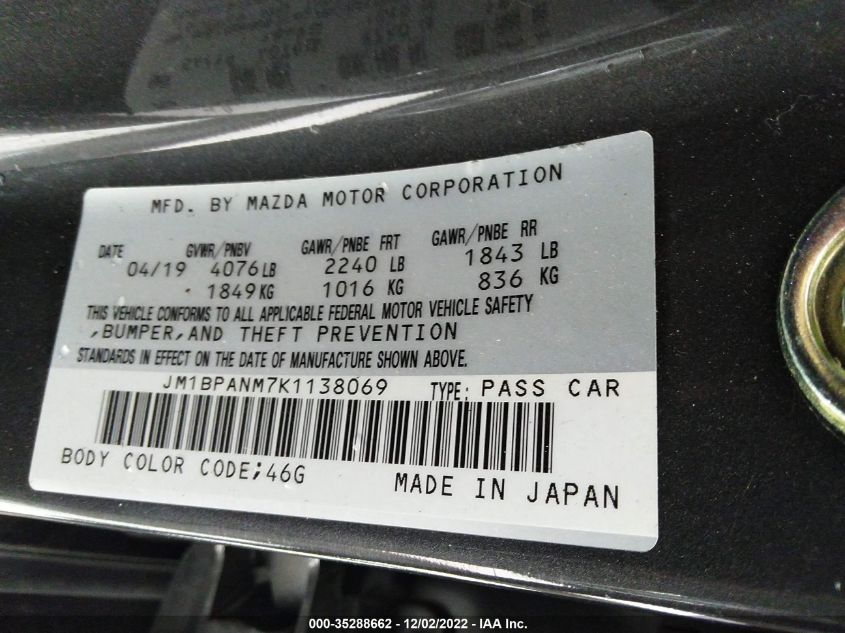 MFD. BY MAZDA MOTOR CORPORATION
DATE GVWR/PNBV GAWR/PNBE FRT GAWR/PNBE RR
04/19 4076LB 2240 LB 1843 LB
1849KG 1016 KG 836 KG
THIS VEHICLE CONFORMS TO ALL APPLICABLE FEDERAL MOTOR VEHICLE SAFETY
,BUMPER,AND THEFT PREVENTION
STANDARDS IN EFFECT ON THE DATE OF MANUFACTURE SHOWN ABOVE.
JM1BPANM7K1138069 TYPE: PASS CAR
BODY COLOR CODE;46G MADE IN JAPAN
000-35288662 - 12/02/2022 - IAA Inc.